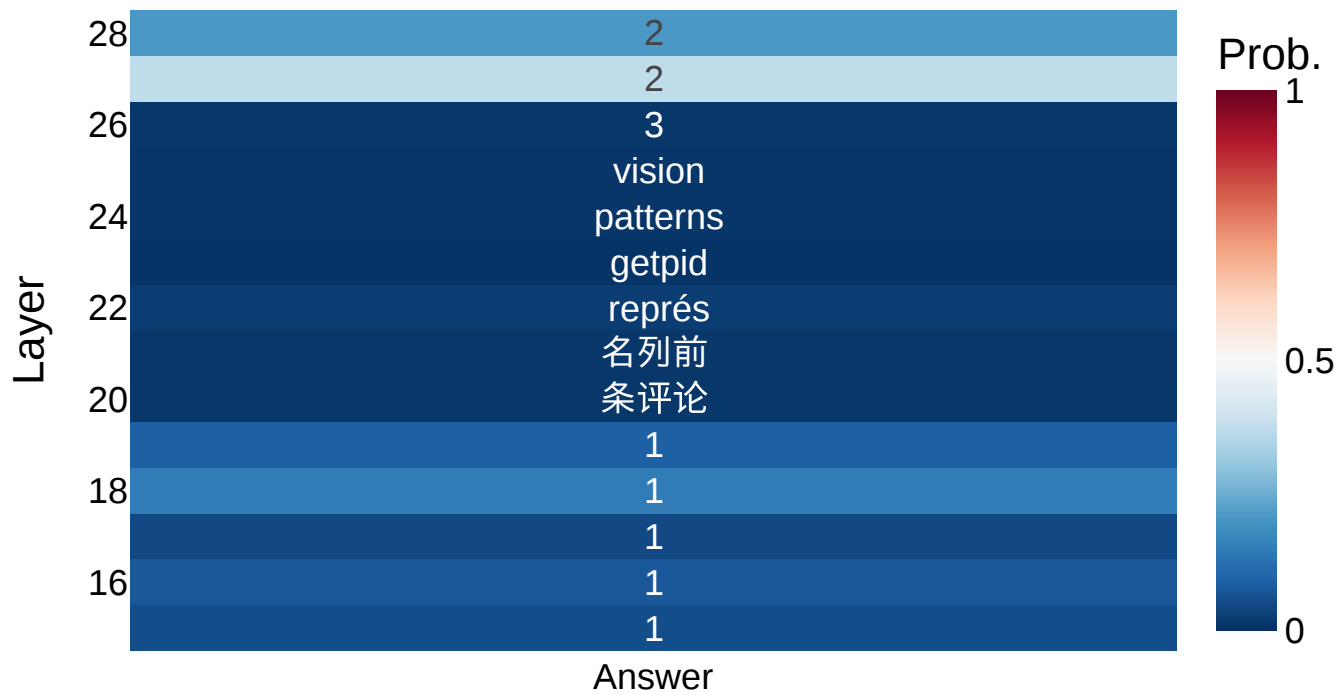 28
2
2
26
3
vision
24
patterns
getpid
22
représ
名列前
20
条评论
1
18
1
1
16
1
1
Layer
Answer
Prob.
1
0.5
0